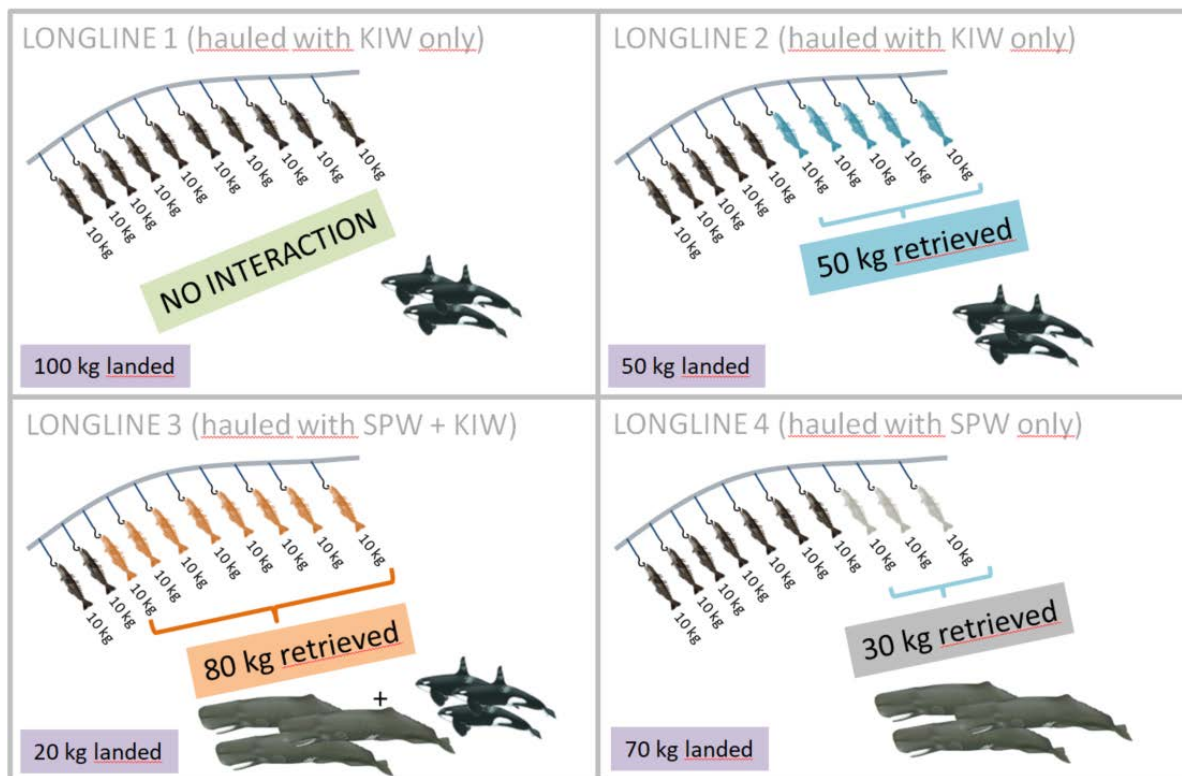 LONGLINE 1 (hauled with KIW only)
10 kg
10 kg
10 kg
10 kg
10 kg
10 kg
10 kg
10 kg
10 kg
10 kg
NO INTERACTION
100 kg landed
LONGLINE 2 (hauled with KIW only)
10 kg
10 kg
10 kg
10 kg
10 kg
10 kg
10 kg
10 kg
10 kg
10 kg
50 kg retrieved
50 kg landed
LONGLINE 3 (hauled with SPW + KIW)
10 kg
10 kg
10 kg
10 kg
10 kg
10 kg
10 kg
10 kg
10 kg
10 kg
80 kg retrieved
+
20 kg landed
LONGLINE 4 (hauled with SPW only)
10 kg
10 kg
10 kg
10 kg
10 kg
10 kg
10 kg
10 kg
10 kg
10 kg
30 kg retrieved
70 kg landed